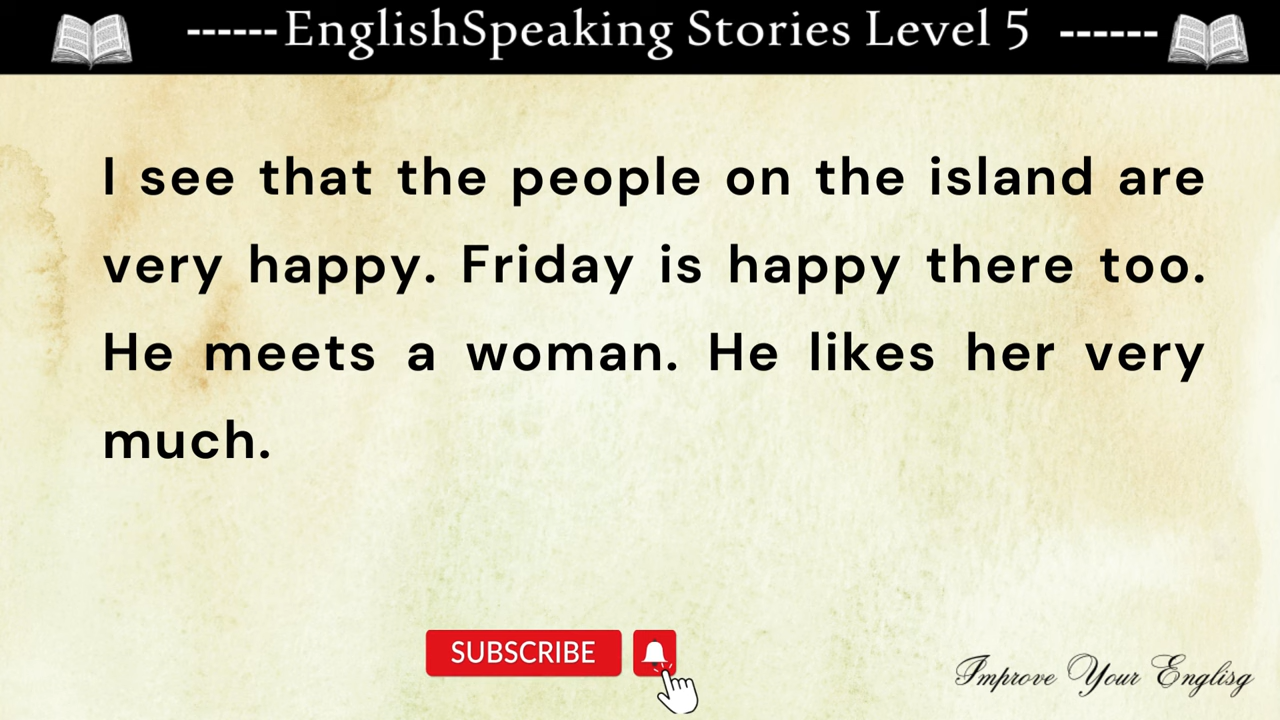 ------EnglishSpeaking Stories Level 5 ------
I see that the people on the island are
very happy. Friday is happy there too.
He meets a woman. He likes her very
much.
SUBSCRIBE
Improve Your Englisg